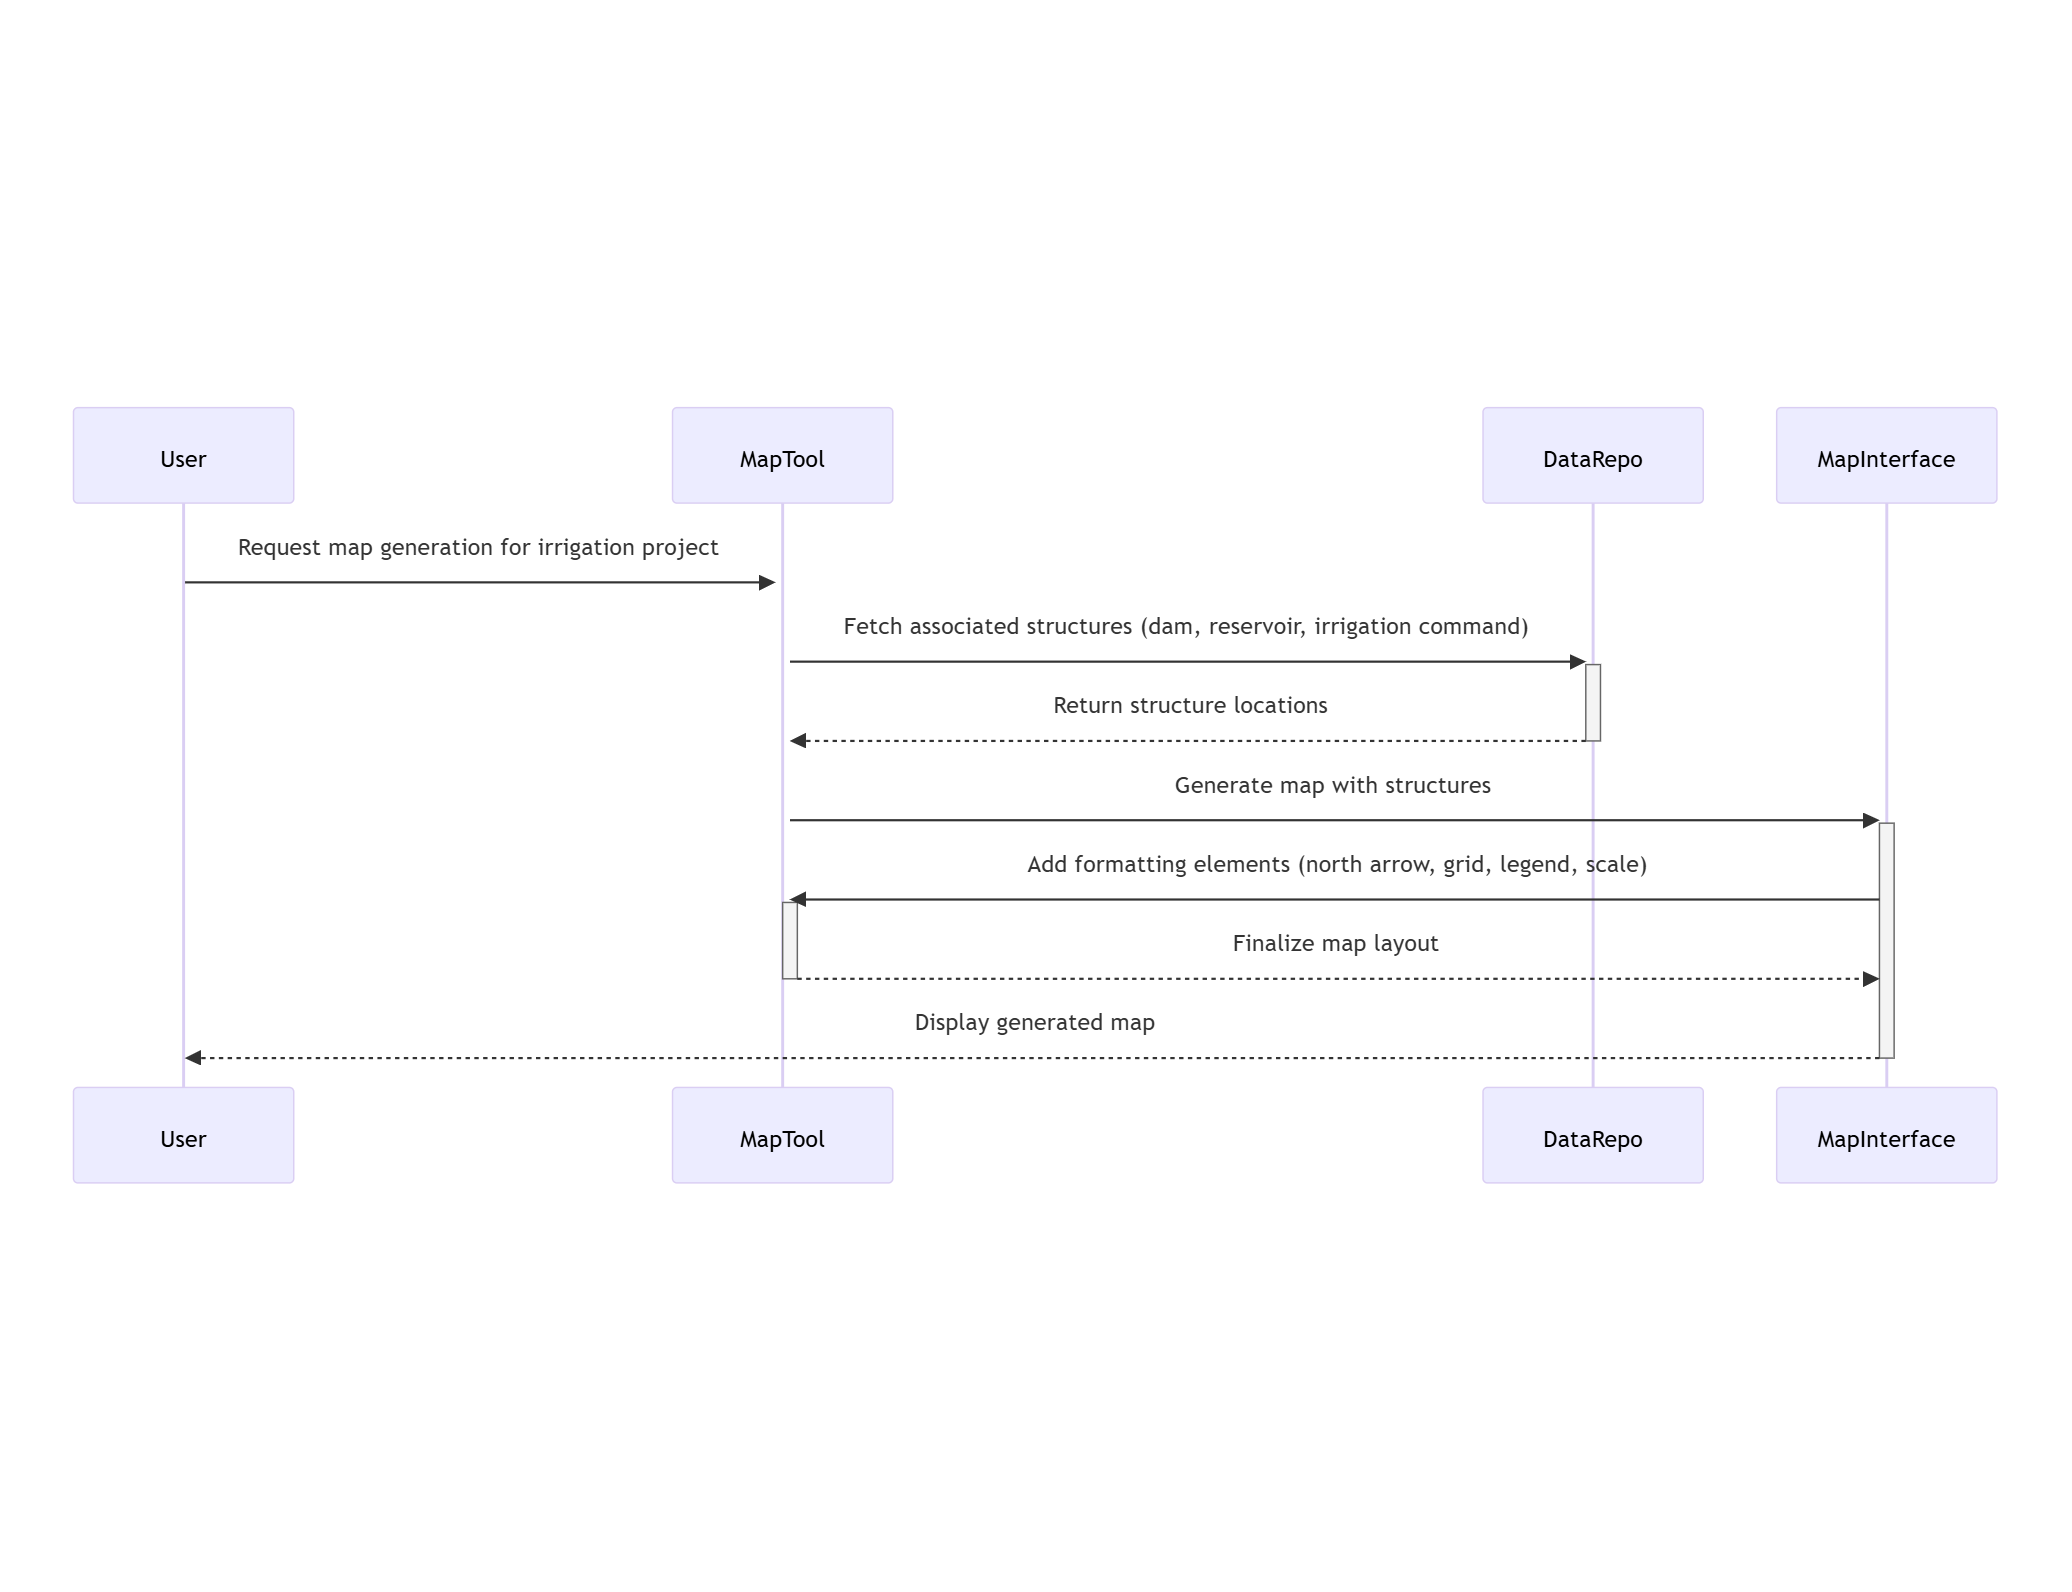 User
MapTool
DataRepo
MapInterface
Request map generation for irrigation project
Fetch associated structures (dam, reservoir, irrigation command)
Return structure locations
Generate map with structures
Add formatting elements (north arrow, grid, legend, scale)
Finalize map layout
Display generated map
User
MapTool
DataRepo
MapInterface